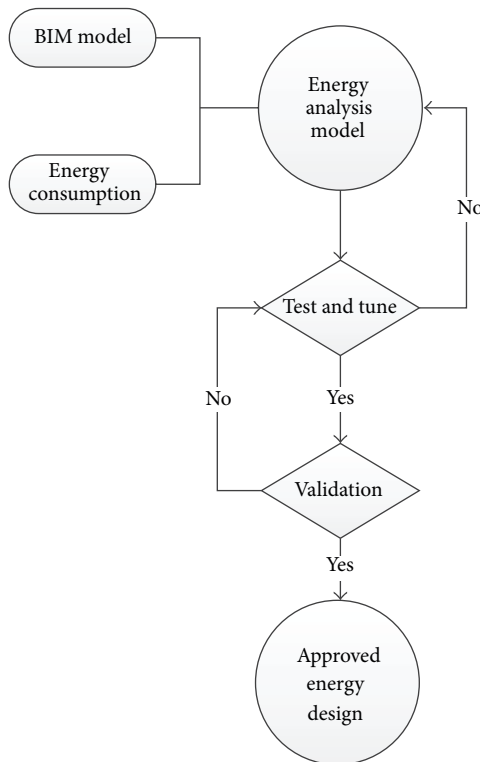 BIM model
Energy
analysis
model
Energy
consumption
No
Test and tune
No
Yes
Validation
Yes
Approved
energy
design